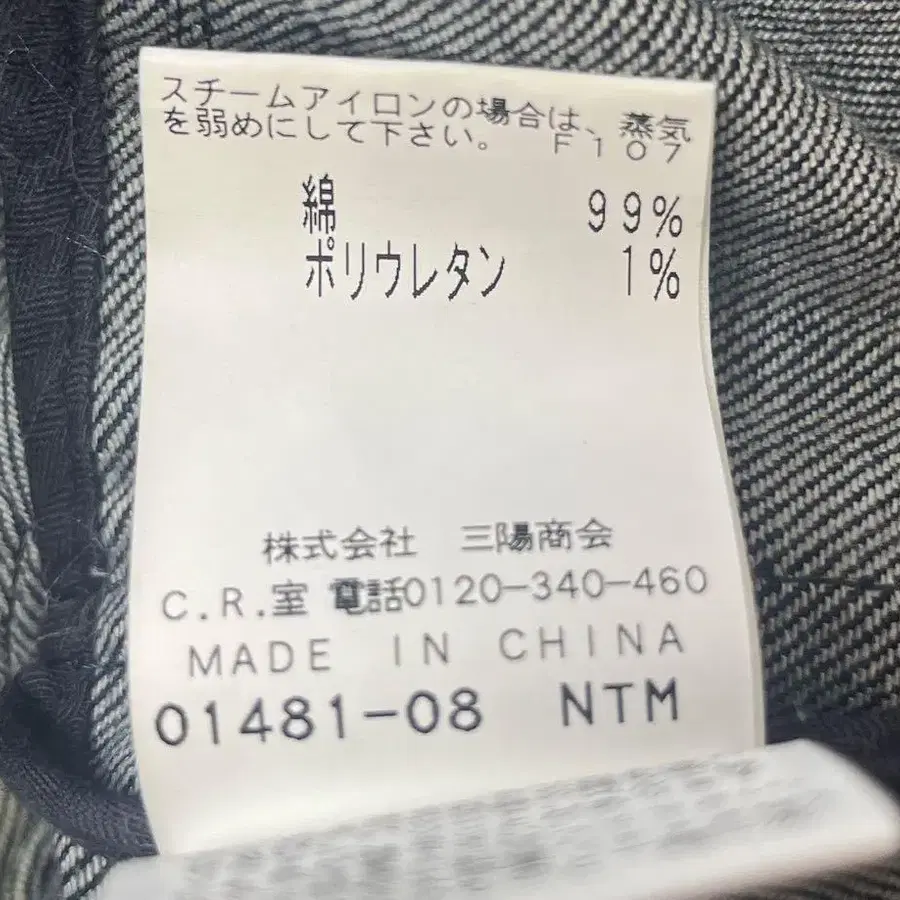 スチームアイロンの場合は、蒸気
を弱めにして下さい。 F107
綿 99%
ポリウレタン 1%
株式会社 三陽商会
C.R.室 電話0120-340-460
MADE IN CHINA
01481-08 NTM